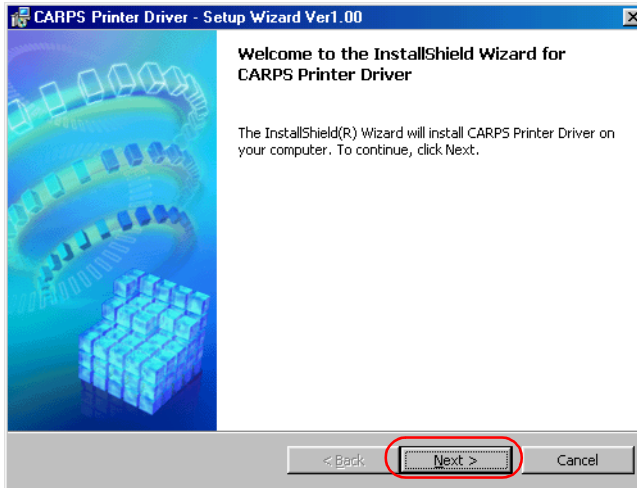 CARPS Printer Driver - Setup Wizard Ver1.00
Welcome to the InstallShield Wizard for
CARPS Printer Driver
The InstallShield(R) Wizard will install CARPS Printer Driver on
your computer. To continue, click Next.
< Back
Next >
Cancel